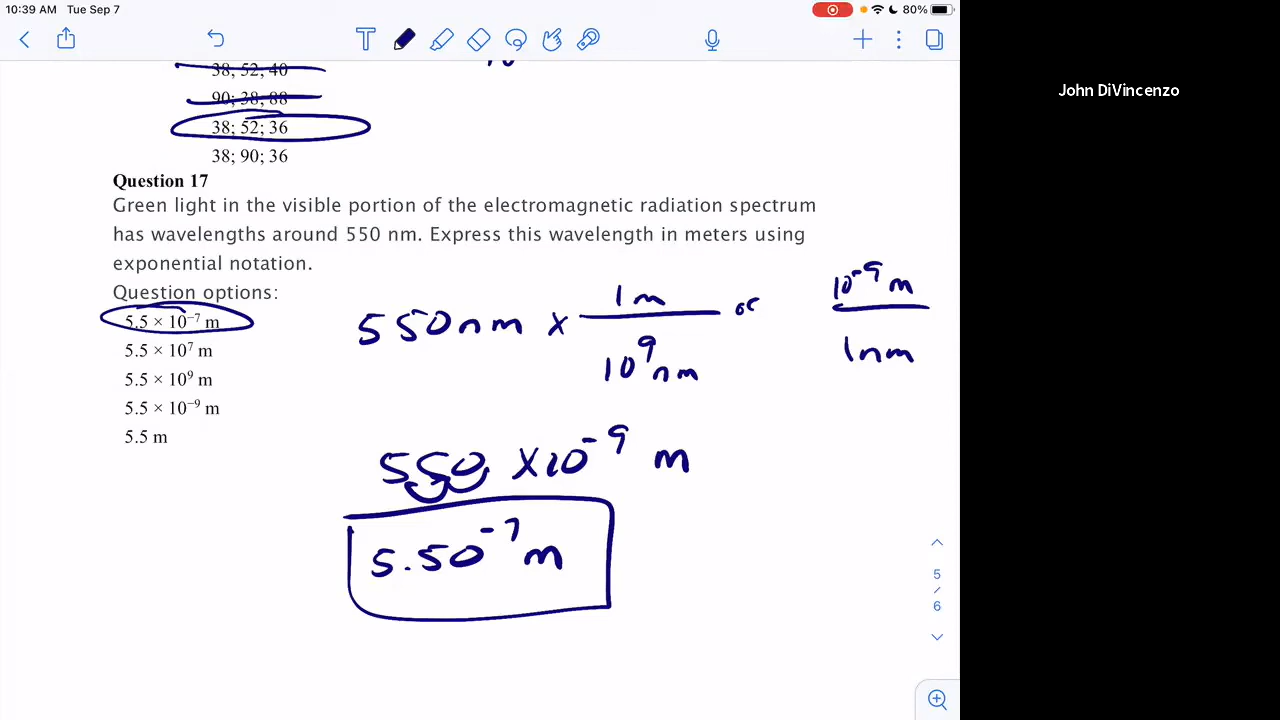 10:39 AM Tue Sep 7
80%
38; 52; 40
90; 38; 88
38; 52; 36
38; 90; 36
Question 17
Green light in the visible portion of the electromagnetic radiation spectrum
has wavelengths around 550 nm. Express this wavelength in meters using
exponential notation.
Question options:
5.5 × 10⁻⁷ m
5.5 × 10⁷ m
5.5 × 10⁹ m
5.5 × 10⁻⁹ m
5.5 m
550nm x 1m / 10⁹ nm or 10⁻⁹ m / 1nm
550 x10⁻⁹ m
5.50⁻⁷ m
5
/
6
John DiVincenzo